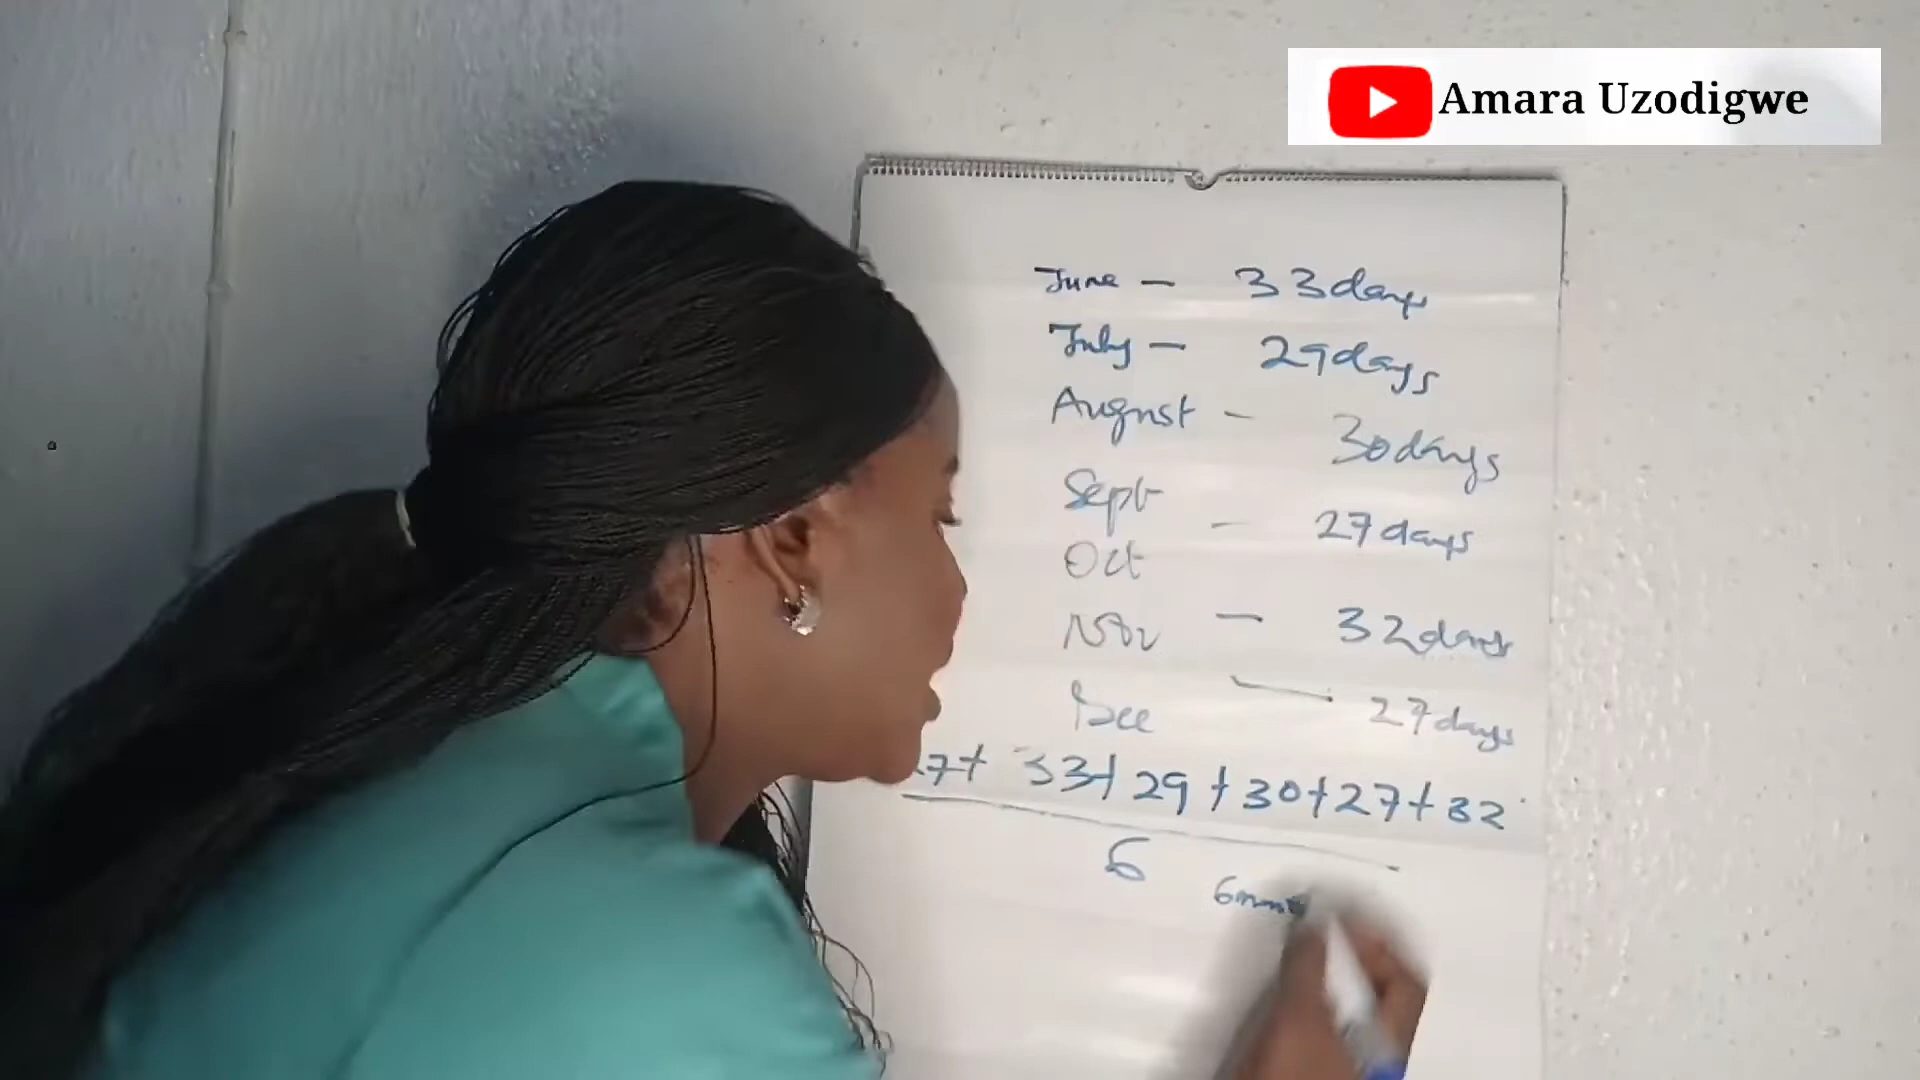 Amara Uzodigwe
June - 33days
July - 29days
August - 30days
Sept
- 27days
Oct
Nov - 32days
Dec - 27days
27+ 33+29+30+27+32
6